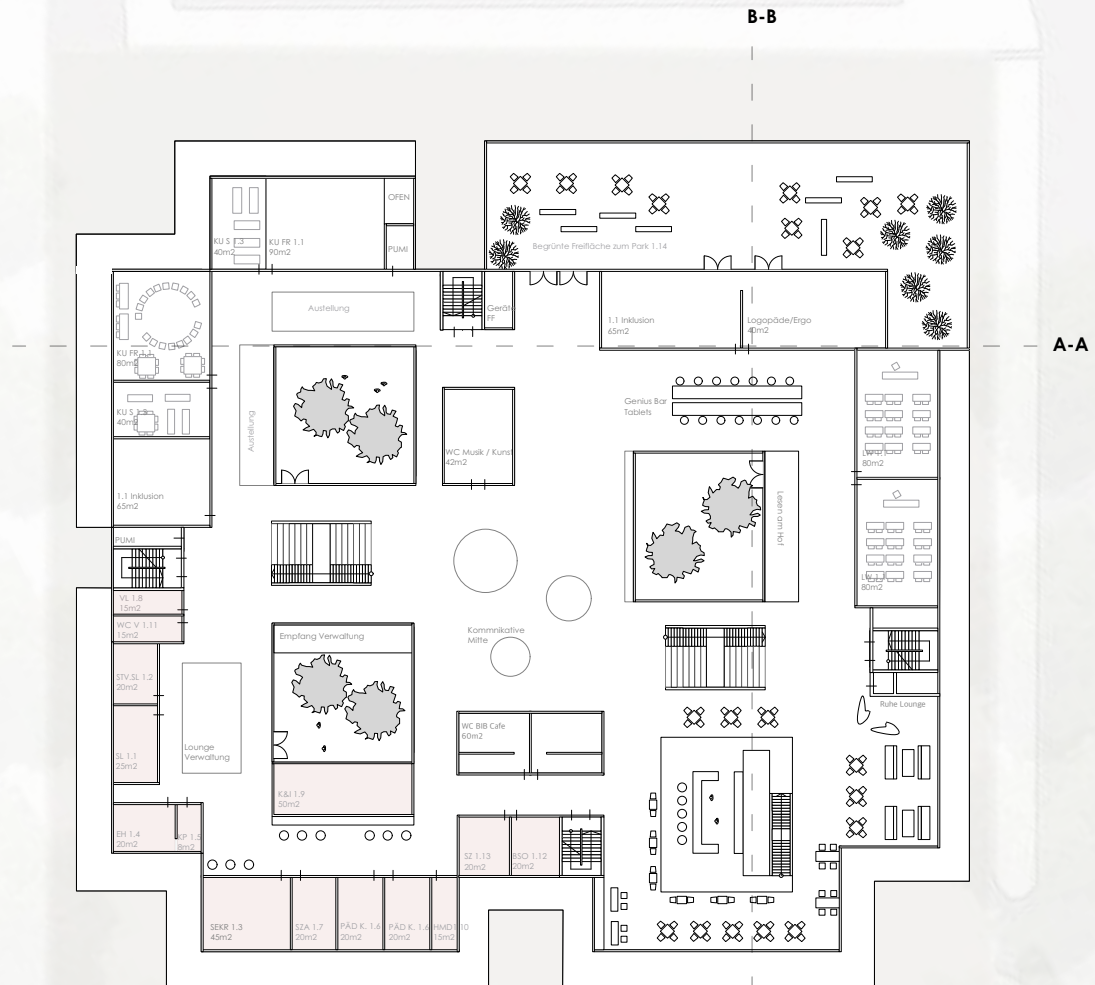 B-B
OFEN
KU S 1.3
40m2
KU FR 1.1
90m2
PUMI
Begrünte Freifläche zum Park 1.14
Austellung
Geräte
FF
1.1 Inklusion
65m2
Logopäde/Ergo
40m2
A-A
KU FR 1.1
80m2
Genius Bar
Tablets
Austellung
40m2
WC Musik / Kunst
42m2
80m2
1.1 Inklusion
65m2
Lesen am Hof
PUMI
80m2
VL 1.8
15m2
WC V 1.11
15m2
Kommnikative
Mitte
Empfang Verwaltung
STV.SL 1.2
20m2
Ruhe Lounge
WC BIB Cafe
60m2
Lounge
Verwaltung
SL 1.1
25m2
K&I 1.9
50m2
EH 1.4
20m2
KP 1.5
8m2
SZ 1.13
20m2
BSO 1.12
20m2
SEKR 1.3
45m2
SZA 1.7
20m2
PÄD K. 1.6
20m2
PÄD K. 1.6
20m2
HMD 1.10
15m2